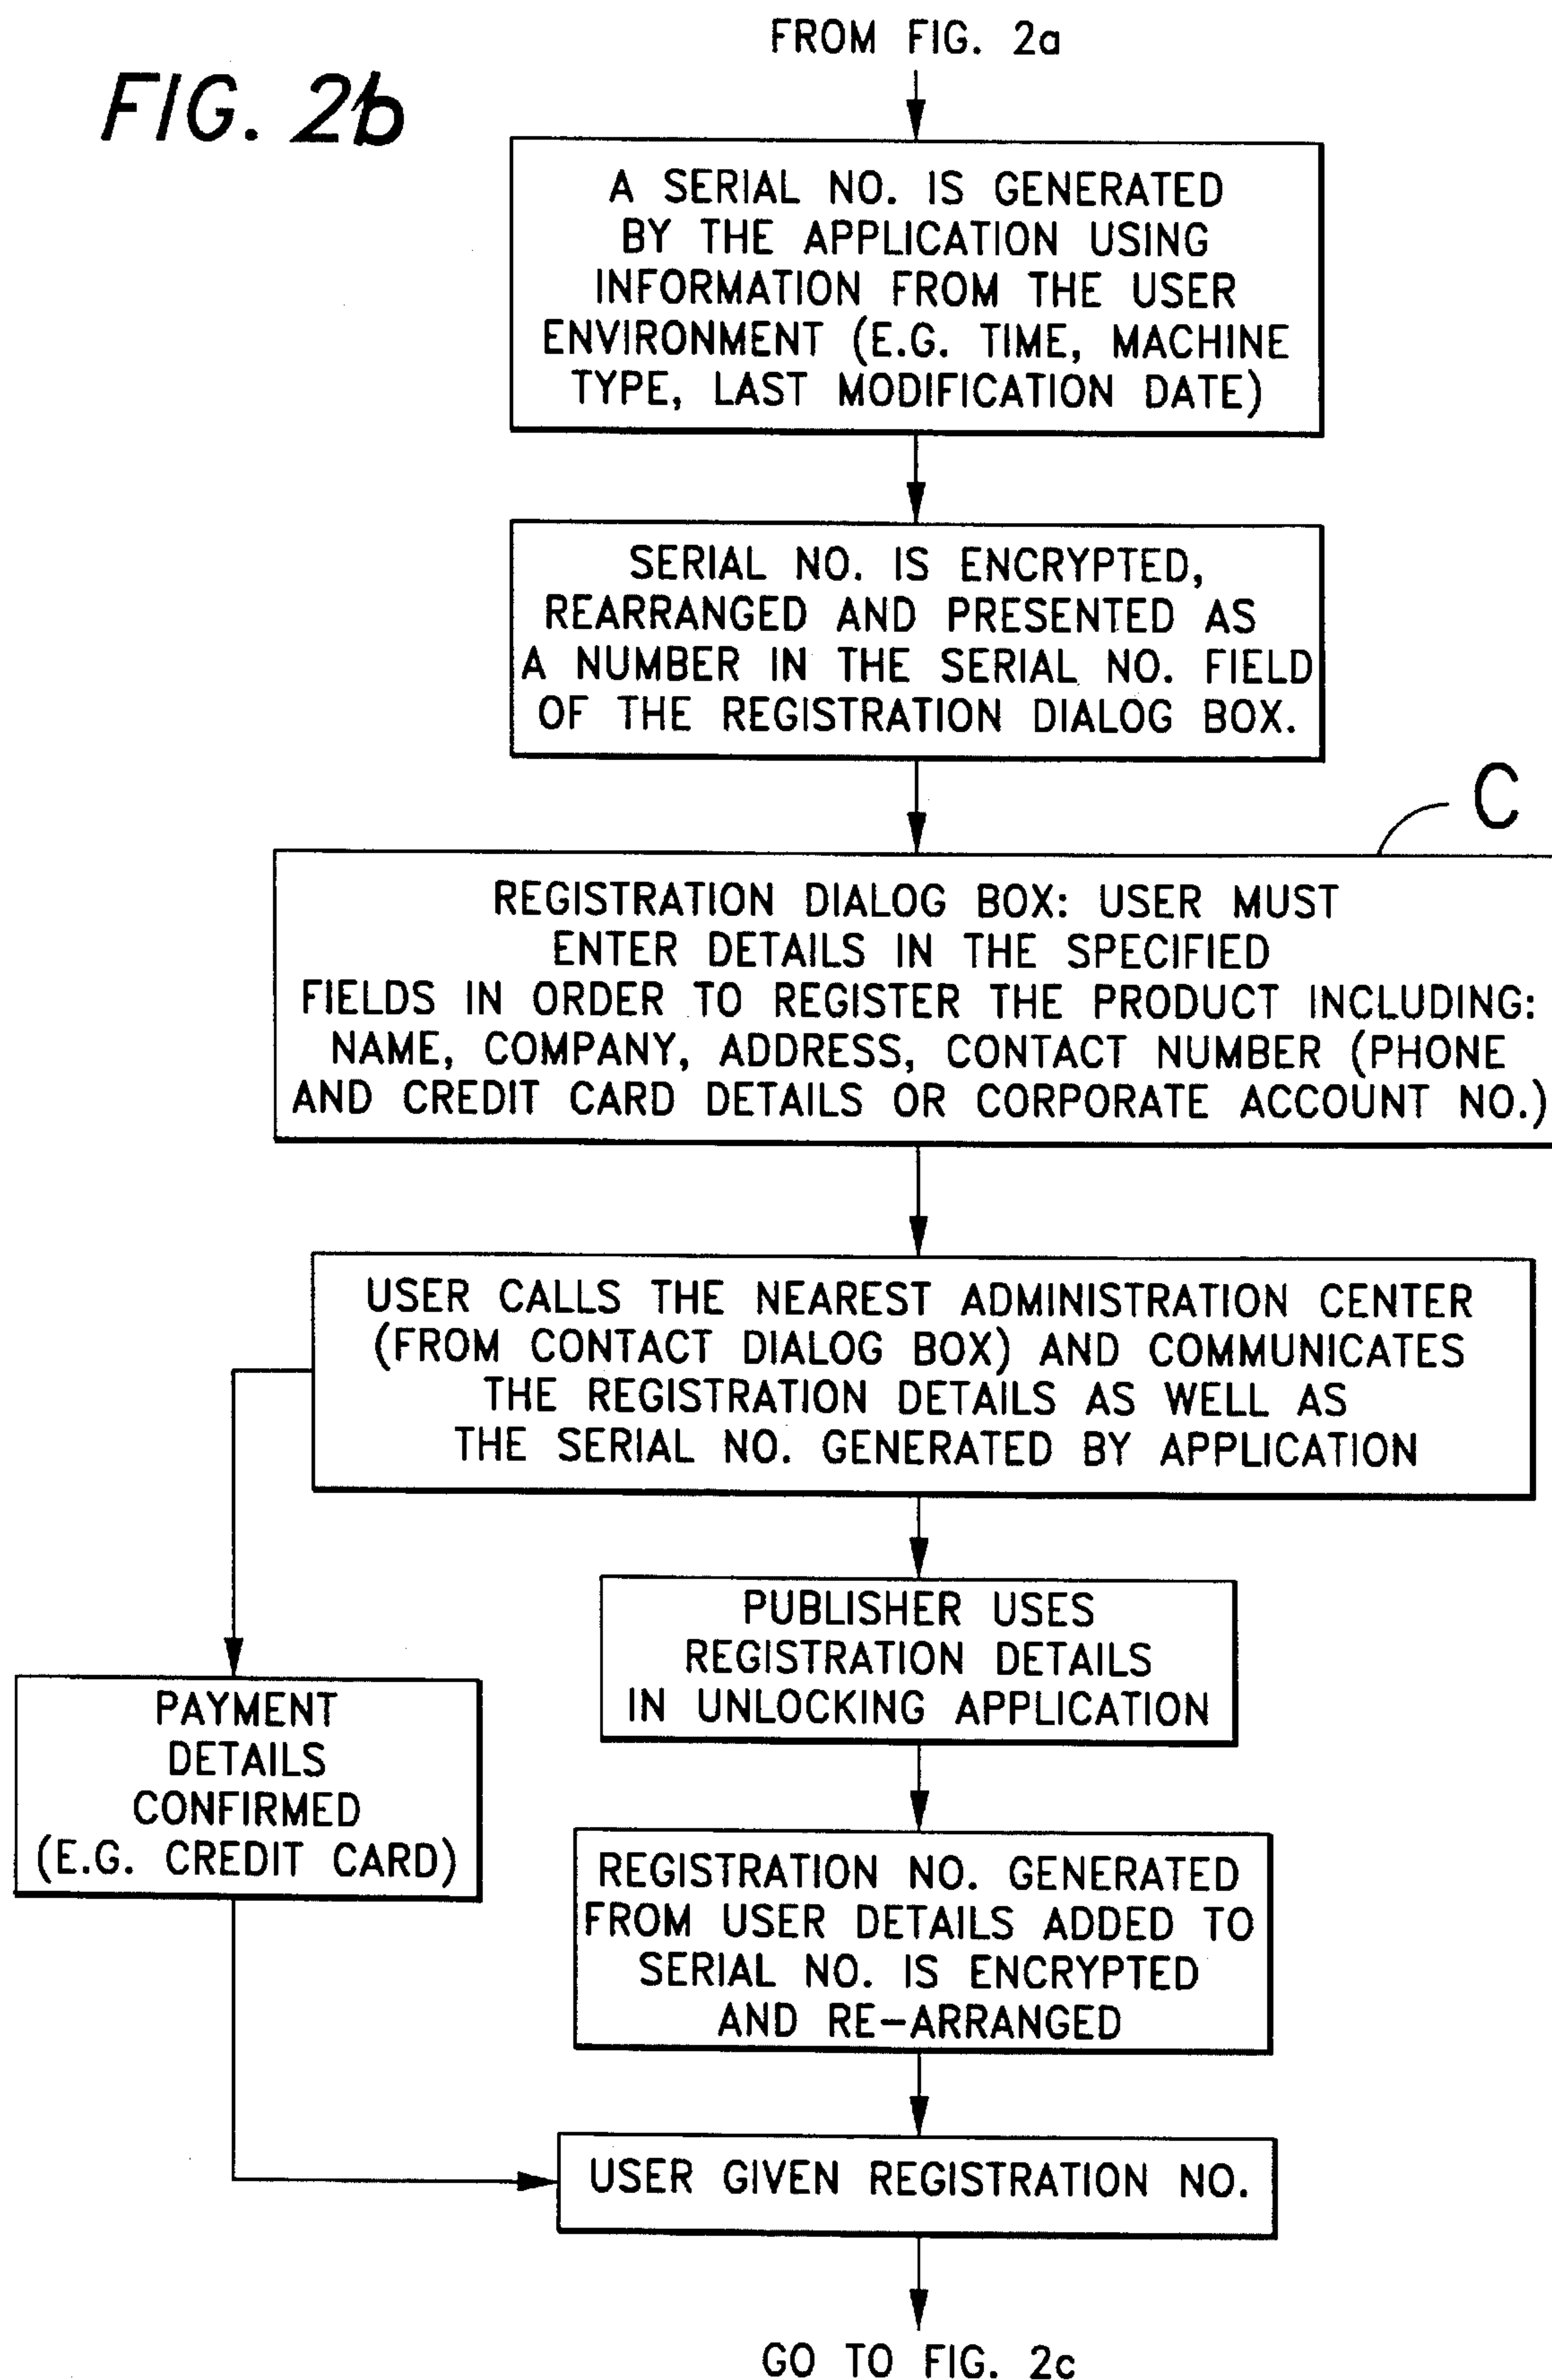 FROM FIG. 2a
FIG. 2b
A SERIAL NO. IS GENERATED
BY THE APPLICATION USING
INFORMATION FROM THE USER
ENVIRONMENT (E.G. TIME, MACHINE
TYPE, LAST MODIFICATION DATE)
SERIAL NO. IS ENCRYPTED,
REARRANGED AND PRESENTED AS
A NUMBER IN THE SERIAL NO. FIELD
OF THE REGISTRATION DIALOG BOX.
C
REGISTRATION DIALOG BOX: USER MUST
ENTER DETAILS IN THE SPECIFIED
FIELDS IN ORDER TO REGISTER THE PRODUCT INCLUDING:
NAME, COMPANY, ADDRESS, CONTACT NUMBER (PHONE
AND CREDIT CARD DETAILS OR CORPORATE ACCOUNT NO.)
USER CALLS THE NEAREST ADMINISTRATION CENTER
(FROM CONTACT DIALOG BOX) AND COMMUNICATES
THE REGISTRATION DETAILS AS WELL AS
THE SERIAL NO. GENERATED BY APPLICATION
PUBLISHER USES
REGISTRATION DETAILS
IN UNLOCKING APPLICATION
PAYMENT
DETAILS
CONFIRMED
(E.G. CREDIT CARD)
REGISTRATION NO. GENERATED
FROM USER DETAILS ADDED TO
SERIAL NO. IS ENCRYPTED
AND RE-ARRANGED
USER GIVEN REGISTRATION NO.
GO TO FIG. 2c